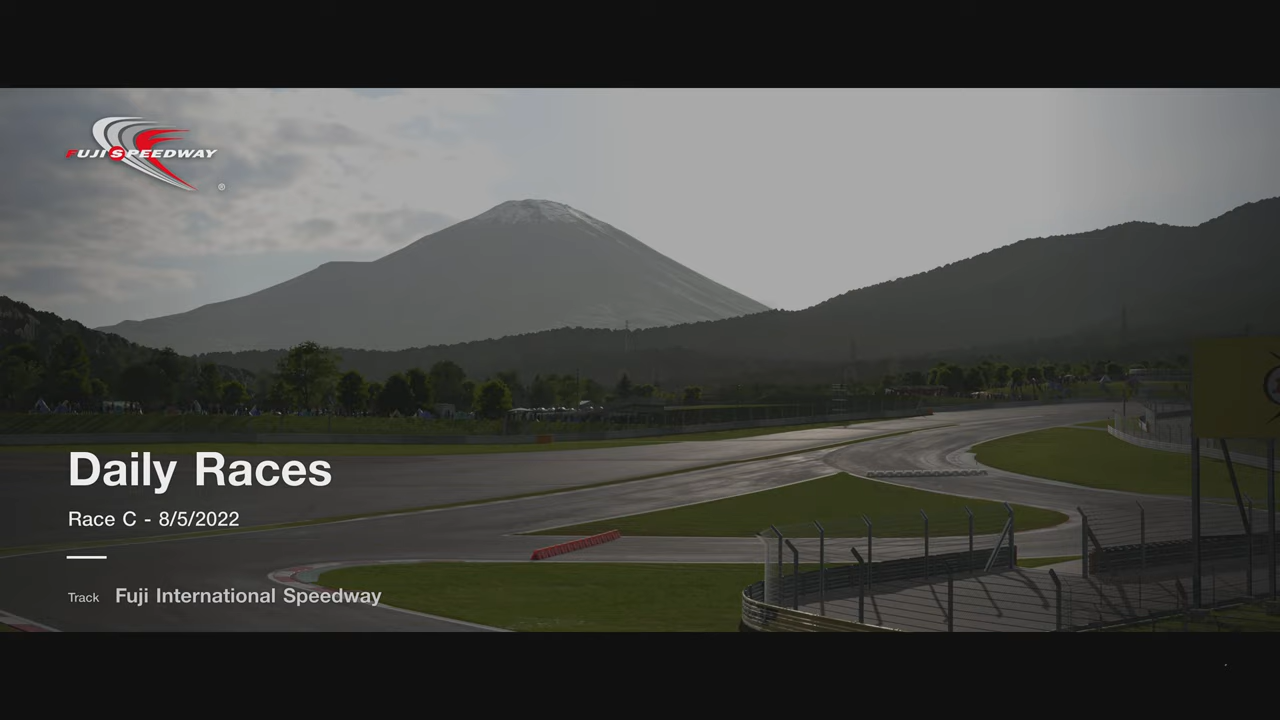 FUJI SPEEDWAY
®
Daily Races
Race C - 8/5/2022
Track Fuji International Speedway